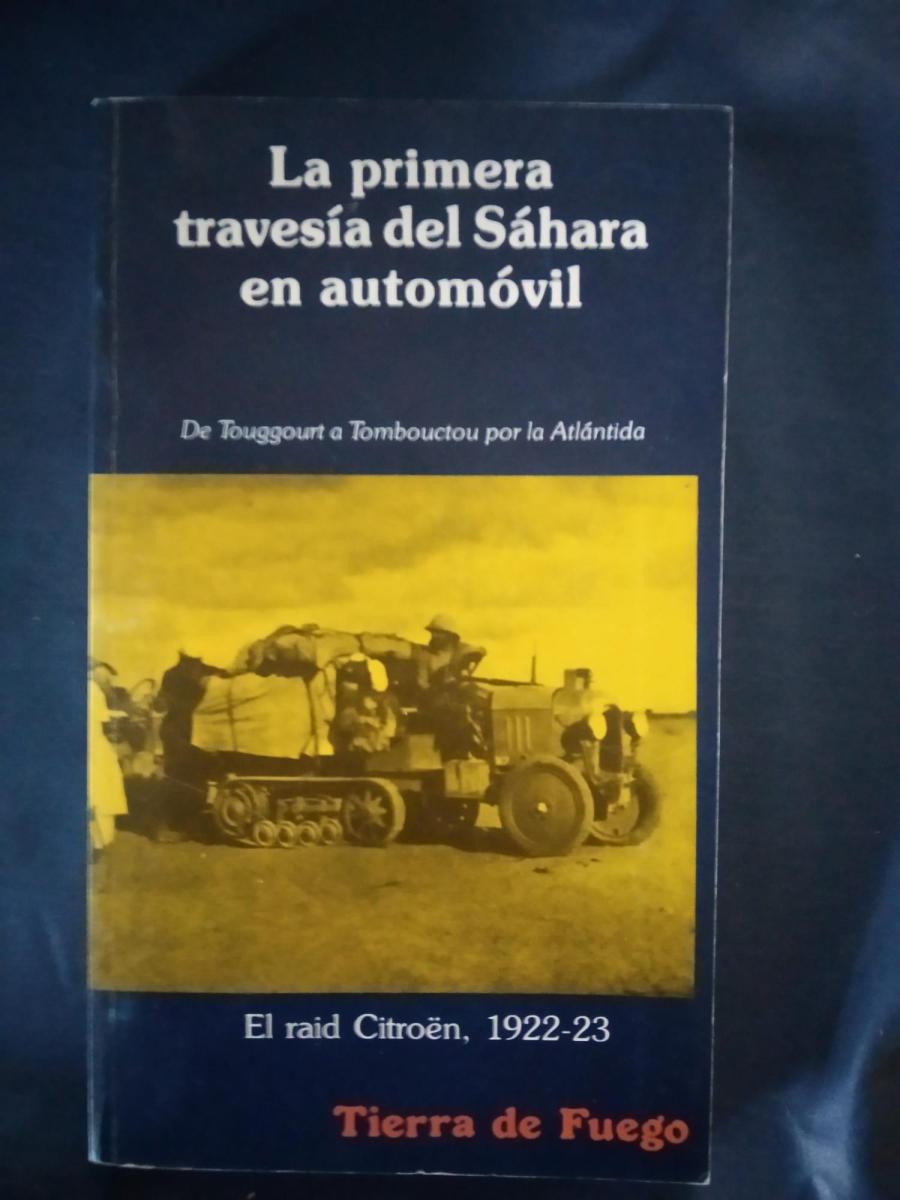 La primera
travesía del Sáhara
en automóvil
De Touggourt a Tombouctou por la Atlántida
El raid Citroën, 1922-23
Tierra de Fuego